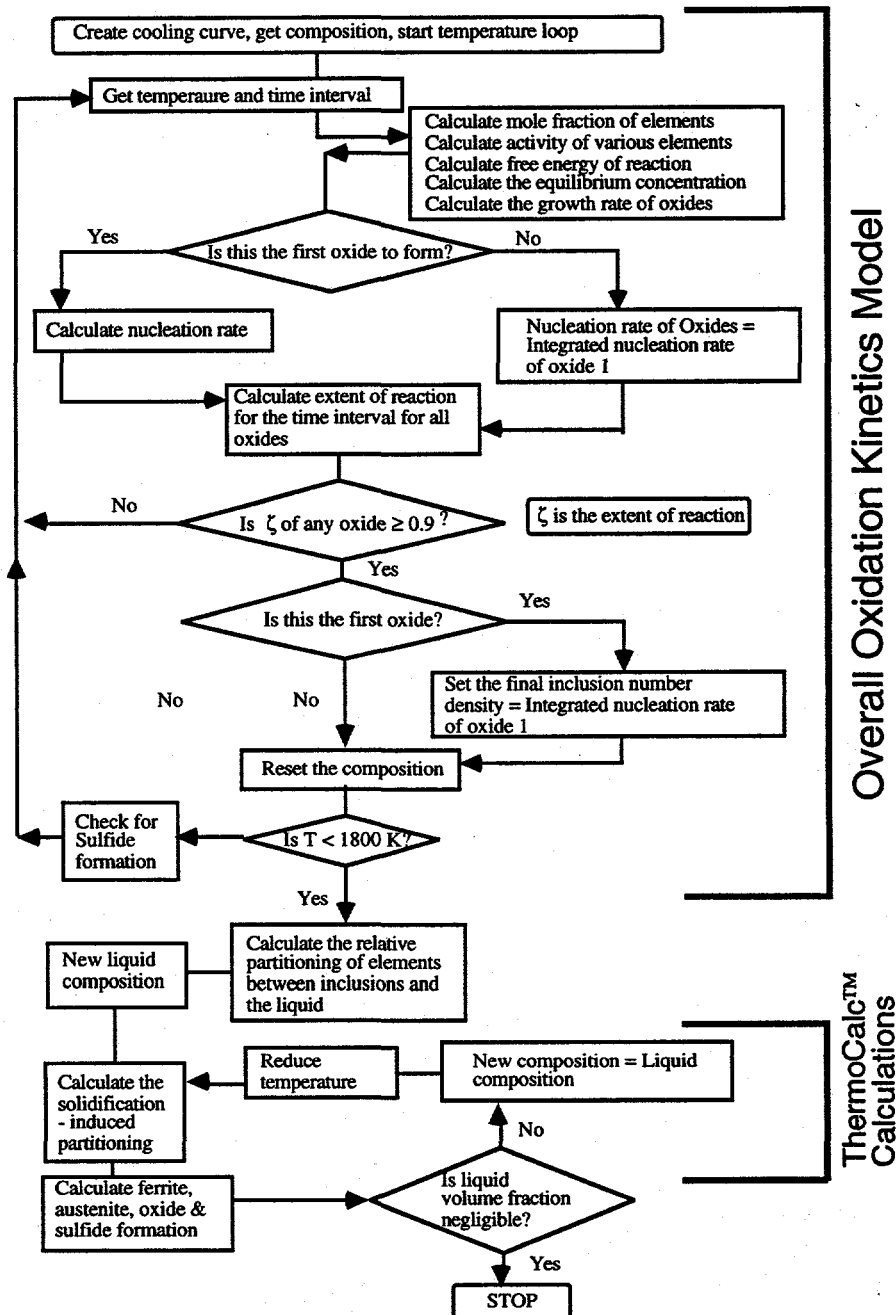 Create cooling curve, get composition, start temperature loop
Get temperaure and time interval
Calculate mole fraction of elements
Calculate activity of various elements
Calculate free energy of reaction
Calculate the equilibrium concentration
Calculate the growth rate of oxides
Is this the first oxide to form?
Yes
No
Calculate nucleation rate
Nucleation rate of Oxides =
Integrated nucleation rate
of oxide 1
Calculate extent of reaction
for the time interval for all
oxides
Is ζ of any oxide ≥ 0.9 ?
No
ζ is the extent of reaction
Yes
Is this the first oxide?
Yes
No
No
Set the final inclusion number
density = Integrated nucleation rate
of oxide 1
Reset the composition
Is T < 1800 K?
Check for
Sulfide
formation
Yes
Calculate the relative
partitioning of elements
between inclusions and
the liquid
New liquid
composition
Calculate the
solidification
- induced
partitioning
Reduce
temperature
New composition = Liquid
composition
No
Calculate ferrite,
austenite, oxide &
sulfide formation
Is liquid
volume fraction
negligible?
Yes
STOP
Overall Oxidation Kinetics Model
ThermoCalc™
Calculations